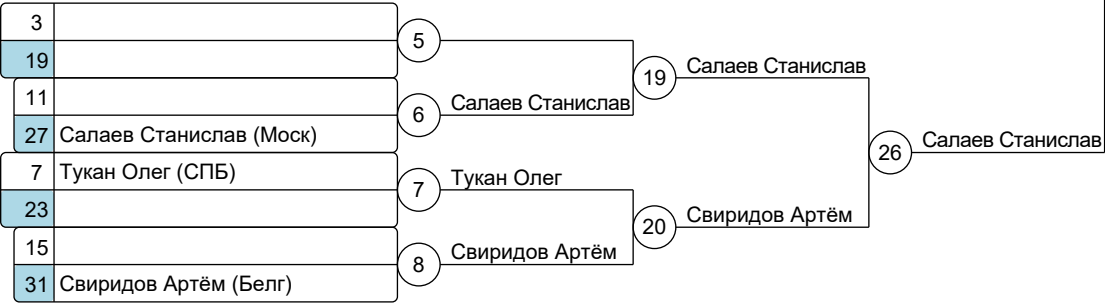 3
5
19
Салаев Станислав
19
11
Салаев Станислав
6
27 Салаев Станислав (Моск)
26 Салаев Станислав
7 Тукан Олег (СПБ)
7 Тукан Олег
23
Свиридов Артём
20
15
Свиридов Артём
8
31 Свиридов Артём (Белг)